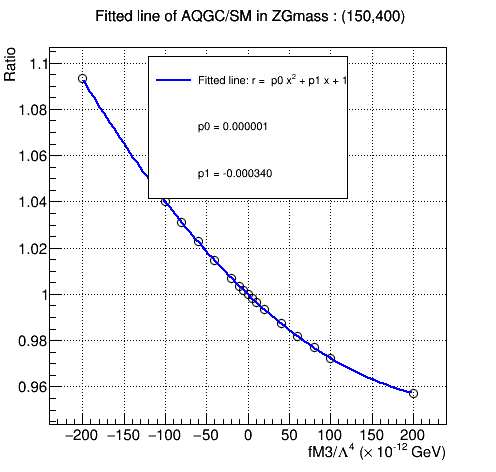 Fitted line of AQGC/SM in ZGmass : (150,400)
Ratio
1.1
1.08
1.06
1.04
1.02
1
0.98
0.96
Fitted line: r = p0 x² + p1 x + 1
p0 = 0.000001
p1 = -0.000340
−200 −150 −100 −50 0 50 100 150 200
fM3/Λ⁴ (× 10⁻¹² GeV)